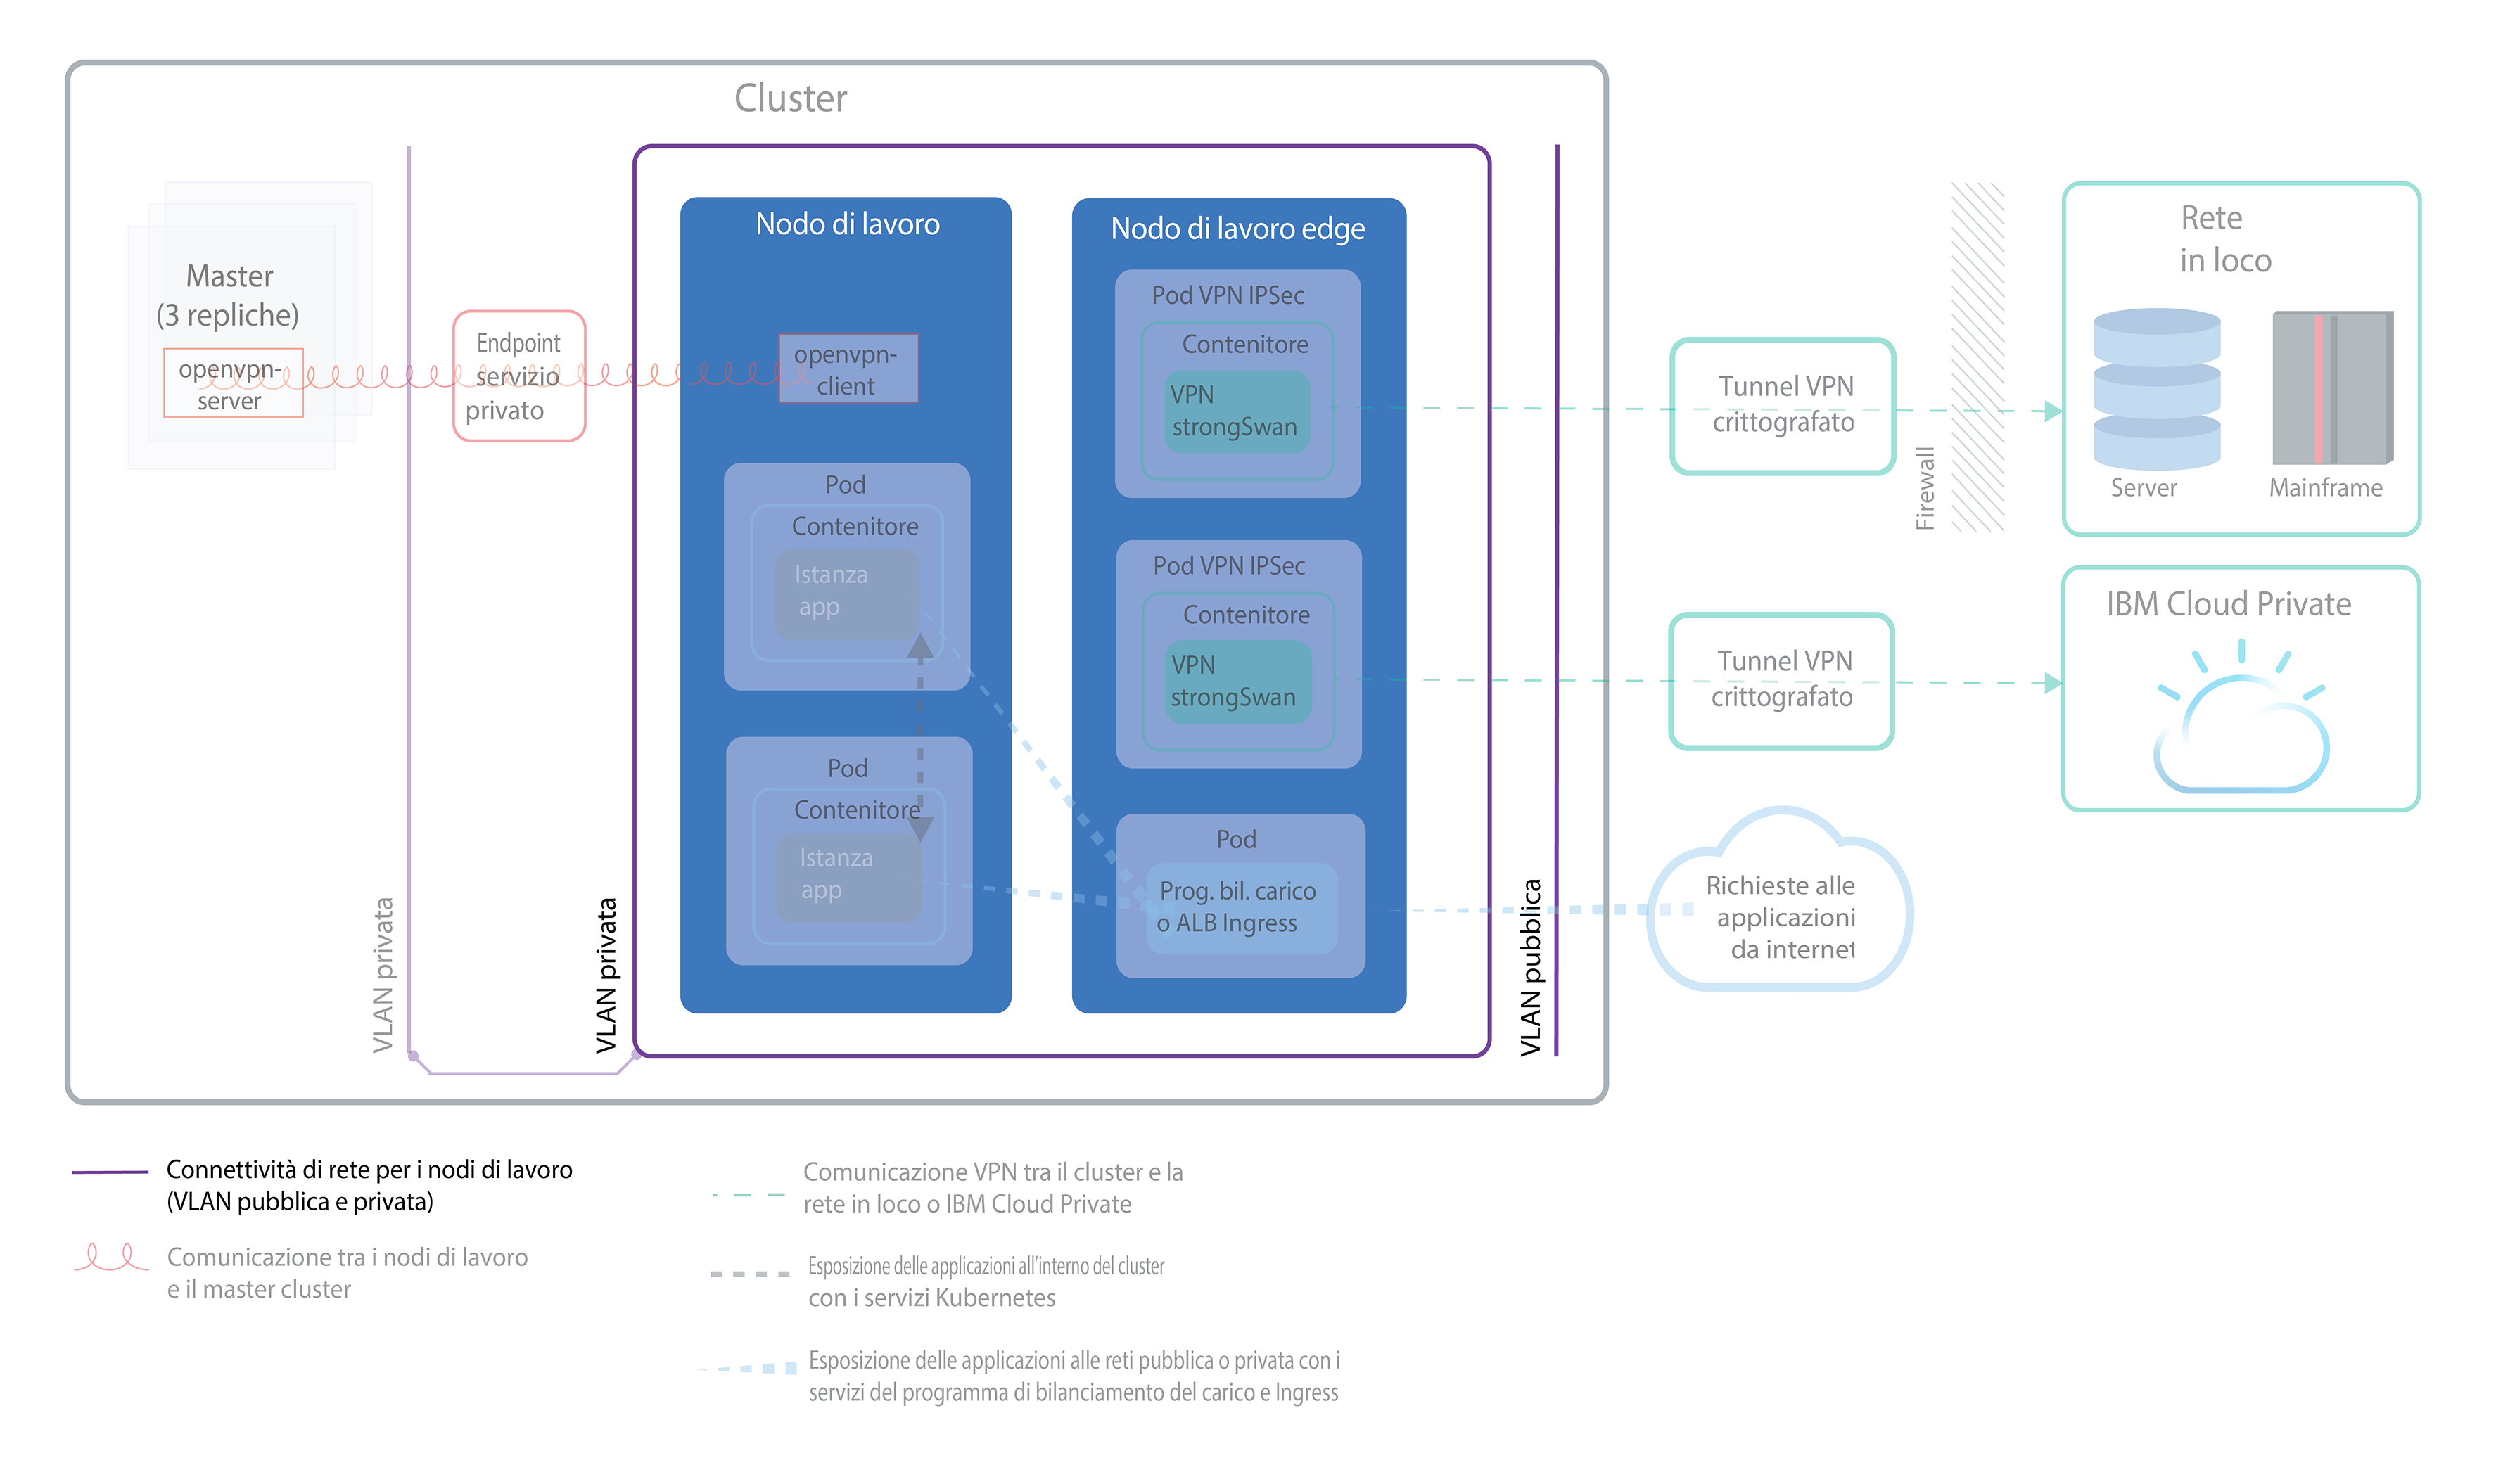 Cluster
Master
(3 repliche)
openvpn-
server
VLAN privata
Endpoint
servizio
privato
VLAN privata
Nodo di lavoro
openvpn-
client
Pod
Contenitore
Istanza
app
Pod
Contenitore
Istanza
app
Nodo di lavoro edge
Pod VPN IPSec
Contenitore
VPN
strongSwan
Pod VPN IPSec
Contenitore
VPN
strongSwan
Pod
Prog. bil. carico
o ALB Ingress
VLAN pubblica
Tunnel VPN
crittografato
Firewall
Rete
in loco
Server
Mainframe
Tunnel VPN
crittografato
IBM Cloud Private
Richieste alle
applicazioni
da internet
Connettività di rete per i nodi di lavoro
(VLAN pubblica e privata)
Comunicazione tra i nodi di lavoro
e il master cluster
Comunicazione VPN tra il cluster e la
rete in loco o IBM Cloud Private
Esposizione delle applicazioni all'interno del cluster
con i servizi Kubernetes
Esposizione delle applicazioni alle reti pubblica o privata con i
servizi del programma di bilanciamento del carico e Ingress